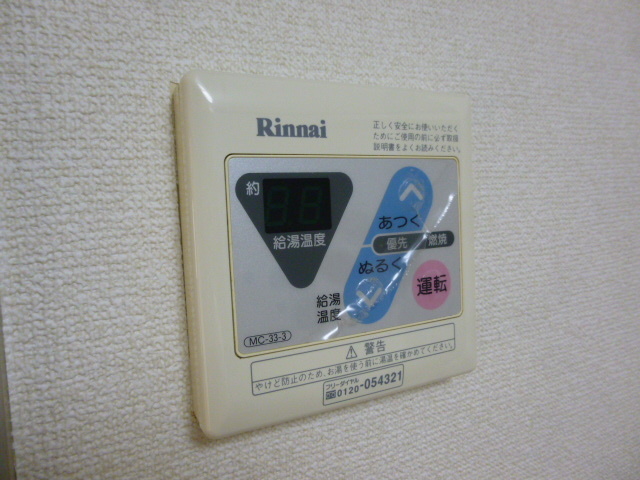 Rinnai
正しく安全にお使いいただく
ためにご使用の前に必ず取扱
説明書をよくお読みください。
約
給湯温度
あつく
優先 燃焼
ぬるく
給湯
温度
運転
MC-33-3
警告
やけど防止のため、お湯を使う前に湯温を確かめてください。
フリーダイヤル
0120-054321